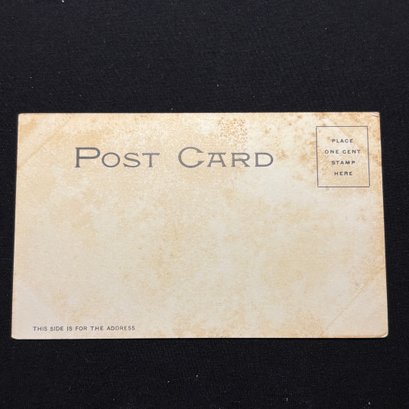 POST CARD
PLACE
ONE CENT
STAMP
HERE
THIS SIDE IS FOR THE ADDRESS